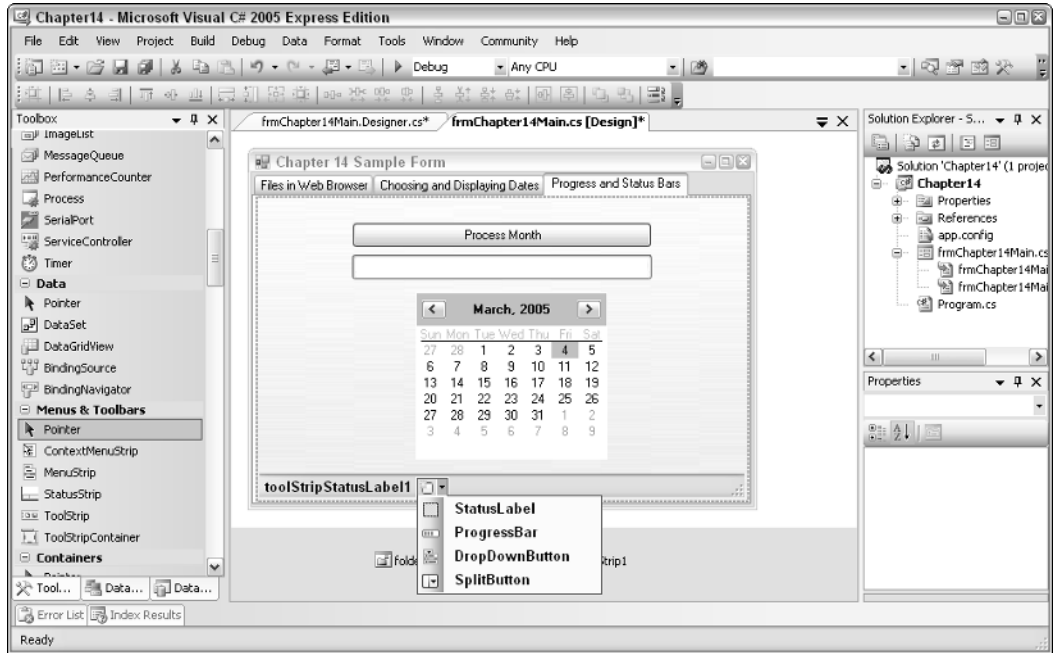 Chapter14 - Microsoft Visual C# 2005 Express Edition
File Edit View Project Build Debug Data Format Tools Window Community Help
Debug Any CPU
Toolbox
ImageList
MessageQueue
PerformanceCounter
Process
SerialPort
ServiceController
Timer
Data
Pointer
DataSet
DataGridView
BindingSource
BindingNavigator
Menus & Toolbars
Pointer
ContextMenuStrip
MenuStrip
StatusStrip
ToolStrip
ToolStripContainer
Containers
Pointer
Tool... Data... Data...
frmChapter14Main.Designer.cs* frmChapter14Main.cs [Design]*
Chapter 14 Sample Form
Files in Web Browser Choosing and Displaying Dates Progress and Status Bars
Process Month
March, 2005
Sun Mon Tue Wed Thu Fri Sat
27 28 1 2 3 4 5
6 7 8 9 10 11 12
13 14 15 16 17 18 19
20 21 22 23 24 25 26
27 28 29 30 31 1 2
3 4 5 6 7 8 9
toolStripStatusLabel1
StatusLabel
ProgressBar
DropDownButton
SplitButton
folde
trip1
Solution Explorer - S...
Solution 'Chapter14' (1 projec
Chapter14
Properties
References
app.config
frmChapter14Main.cs
frmChapter14Mai
frmChapter14Mai
Program.cs
Properties
Error List Index Results
Ready